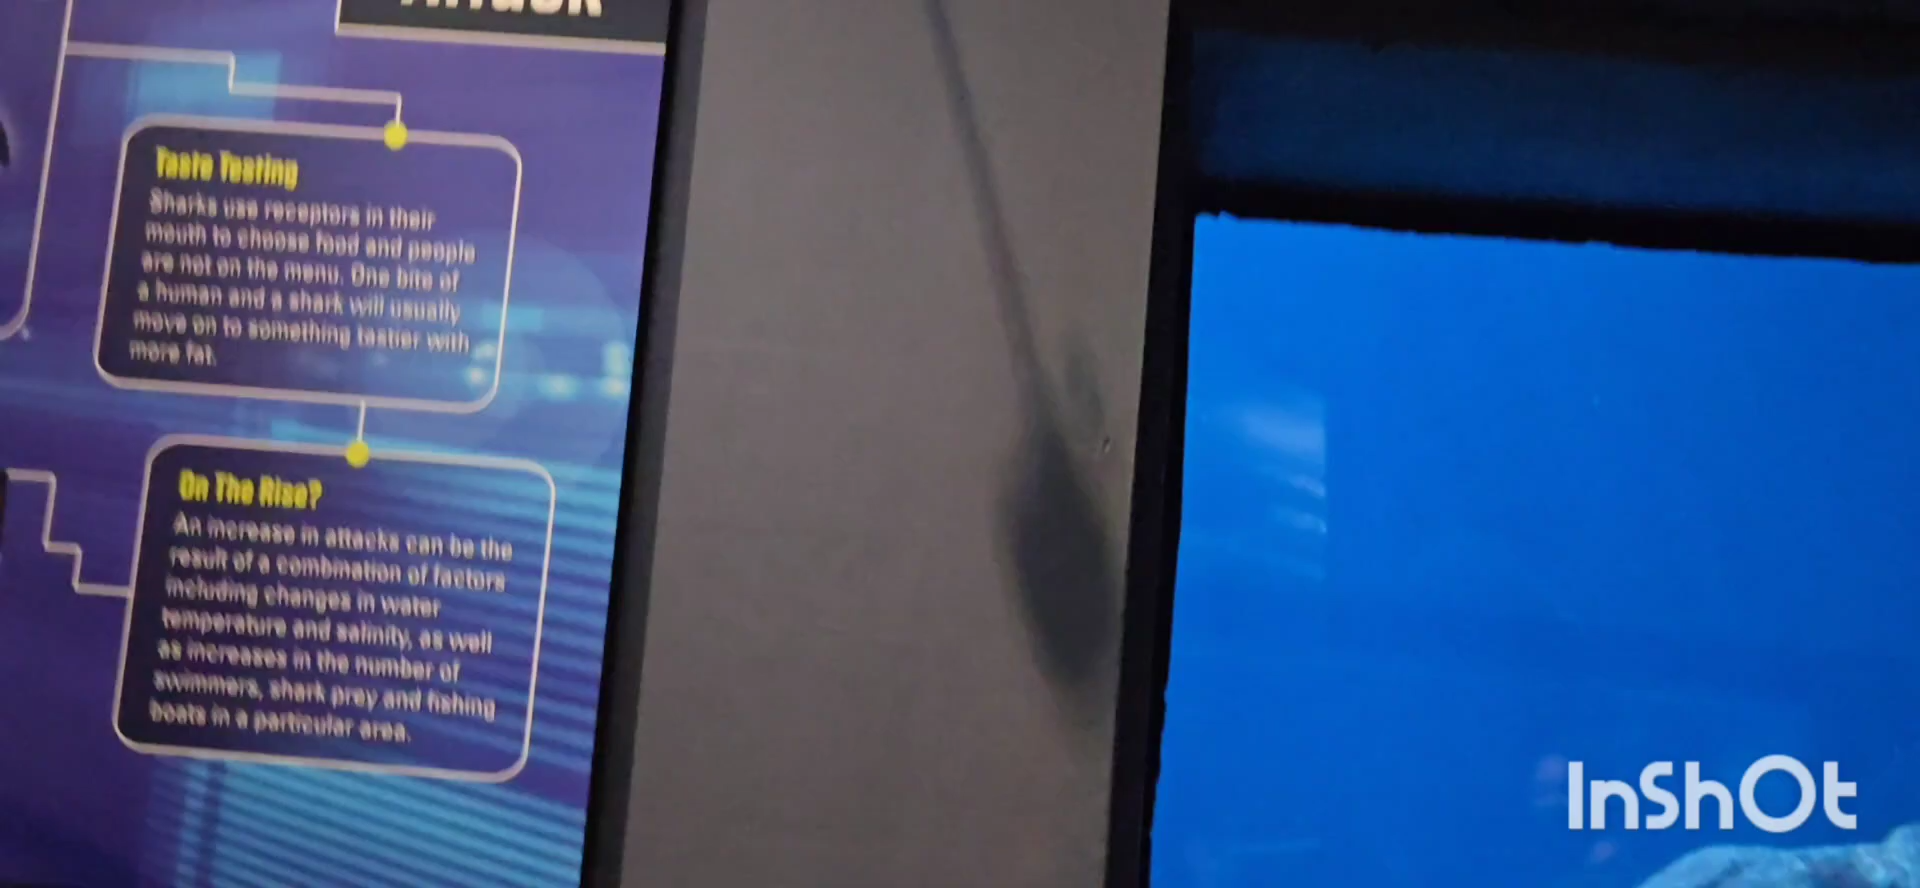 Attack
Taste Testing
Sharks use receptors in their
mouth to choose food and people
are not on the menu. One bite of
a human and a shark will usually
move on to something tastier with
more fat.
On The Rise?
An increase in attacks can be the
result of a combination of factors
including changes in water
temperature and salinity, as well
as increases in the number of
swimmers, shark prey and fishing
boats in a particular area.
InShOt